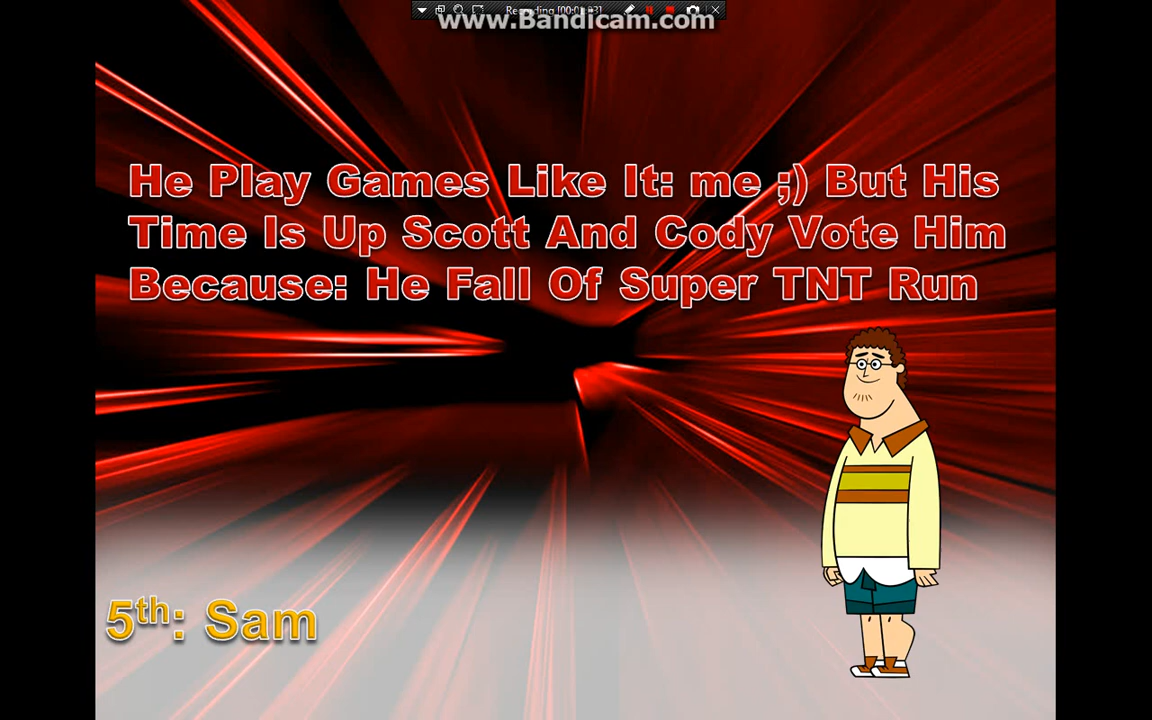 www.Bandicam.com
He Play Games Like It: me ;) But His
Time Is Up Scott And Cody Vote Him
Because: He Fall Of Super TNT Run
5th: Sam